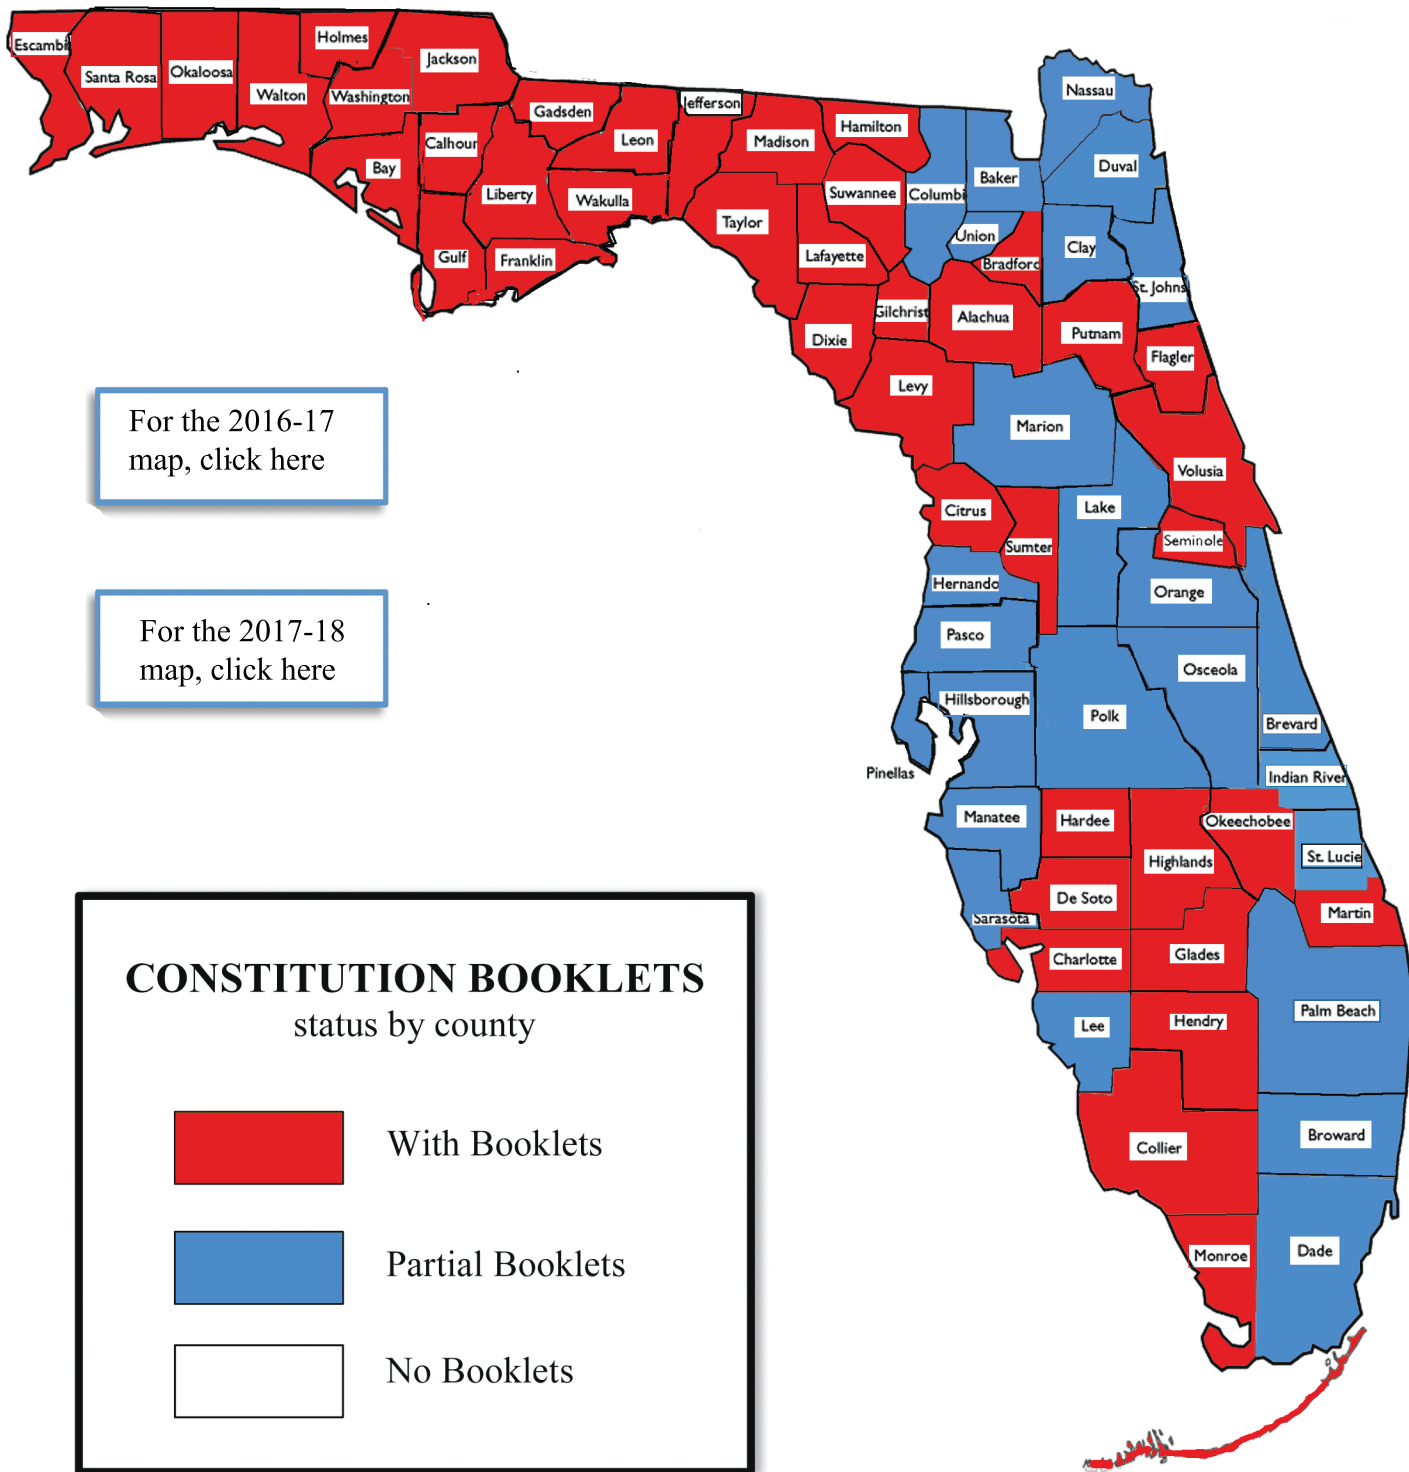 Escambi
Santa Rosa
Okaloosa
Walton
Holmes
Washington
Jackson
Bay
Calhour
Gulf
Liberty
Gadsden
Franklin
Leon
Wakulla
Jefferson
Madison
Taylor
Hamilton
Suwannee
Lafayette
Dixie
Columbi
Baker
Union
Bradford
Gilchrist
Alachua
Levy
Nassau
Duval
Clay
St. Johns
Putnam
Flagler
Marion
Volusia
Citrus
Sumter
Lake
Seminole
Hernando
Orange
Pasco
Osceola
Hillsborough
Polk
Brevard
Pinellas
Indian River
Manatee
Hardee
Highlands
Okeechobee
St. Lucie
De Soto
Sarasota
Martin
Charlotte
Glades
Lee
Hendry
Palm Beach
Collier
Broward
Monroe
Dade
For the 2016-17
map, click here
For the 2017-18
map, click here
CONSTITUTION BOOKLETS
status by county
With Booklets
Partial Booklets
No Booklets